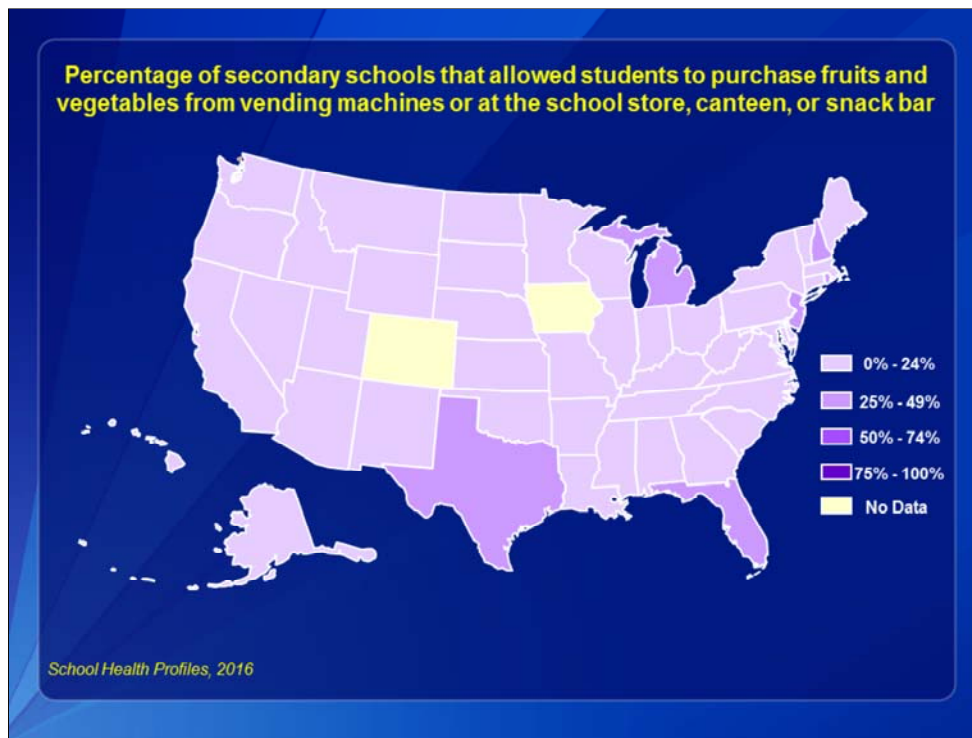 Percentage of secondary schools that allowed students to purchase fruits and
vegetables from vending machines or at the school store, canteen, or snack bar
0% - 24%
25% - 49%
50% - 74%
75% - 100%
No Data
School Health Profiles, 2016